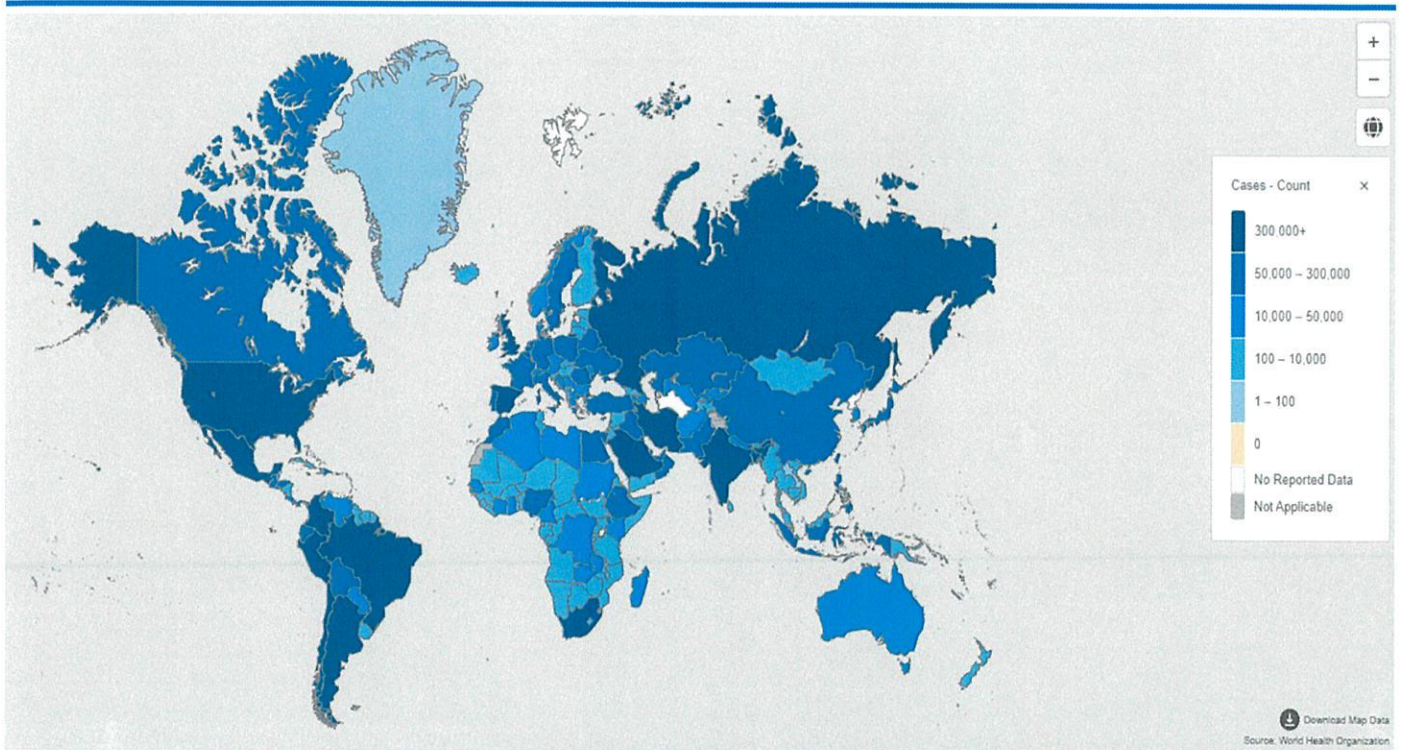 +
−
Cases - Count ×
300,000+
50,000 – 300,000
10,000 – 50,000
100 – 10,000
1 – 100
0
No Reported Data
Not Applicable
Download Map Data
Source: World Health Organization